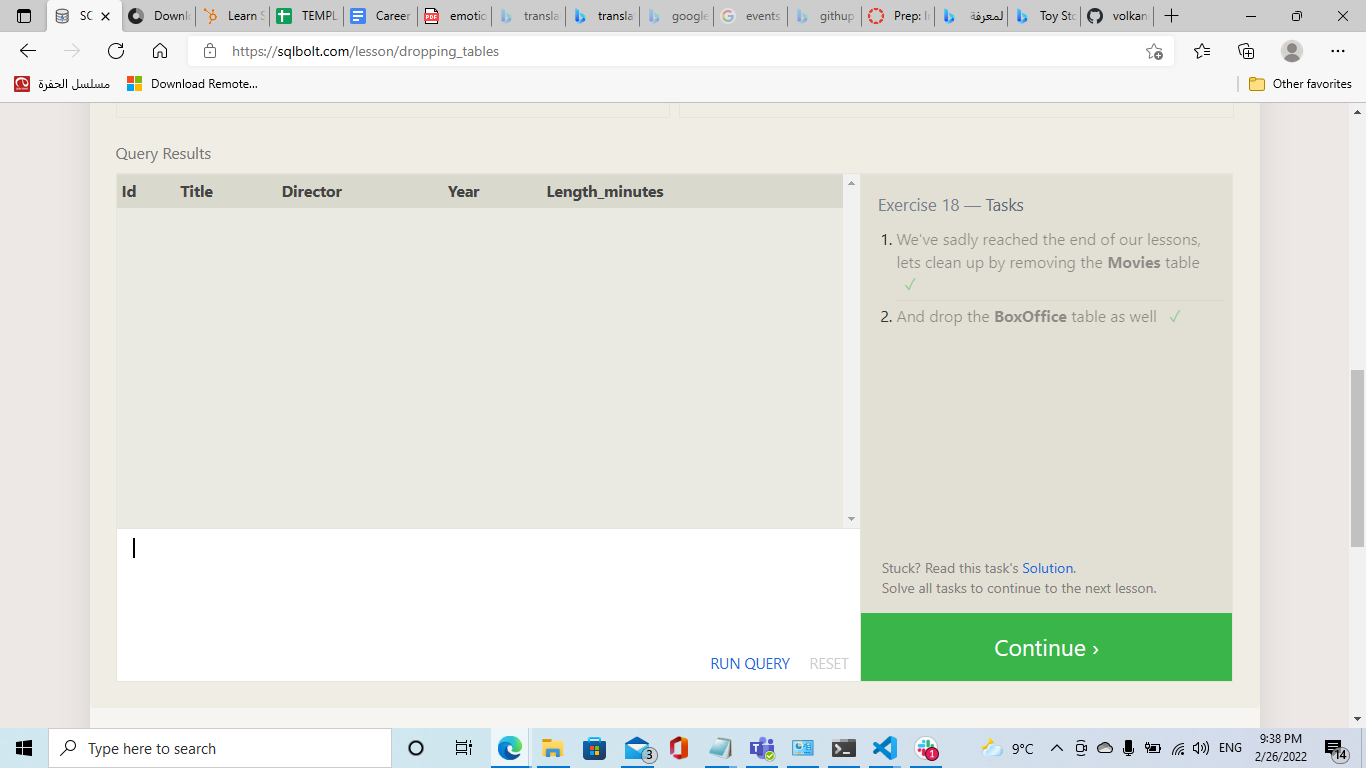 SC
Downl
Learn S
TEMPL
Career
emotic
transla
transla
google
events
githup
Prep: I
لمعرفة
Toy Sto
volkan
https://sqlbolt.com/lesson/dropping_tables
مسلسل الحفرة
Download Remote...
Other favorites
Query Results
Id Title Director Year Length_minutes
Exercise 18 — Tasks
1. We've sadly reached the end of our lessons,
lets clean up by removing the Movies table
✓
2. And drop the BoxOffice table as well ✓
Stuck? Read this task's Solution.
Solve all tasks to continue to the next lesson.
RUN QUERY RESET
Continue ›
Type here to search
3
1
9°C
ENG
9:38 PM
2/26/2022
14